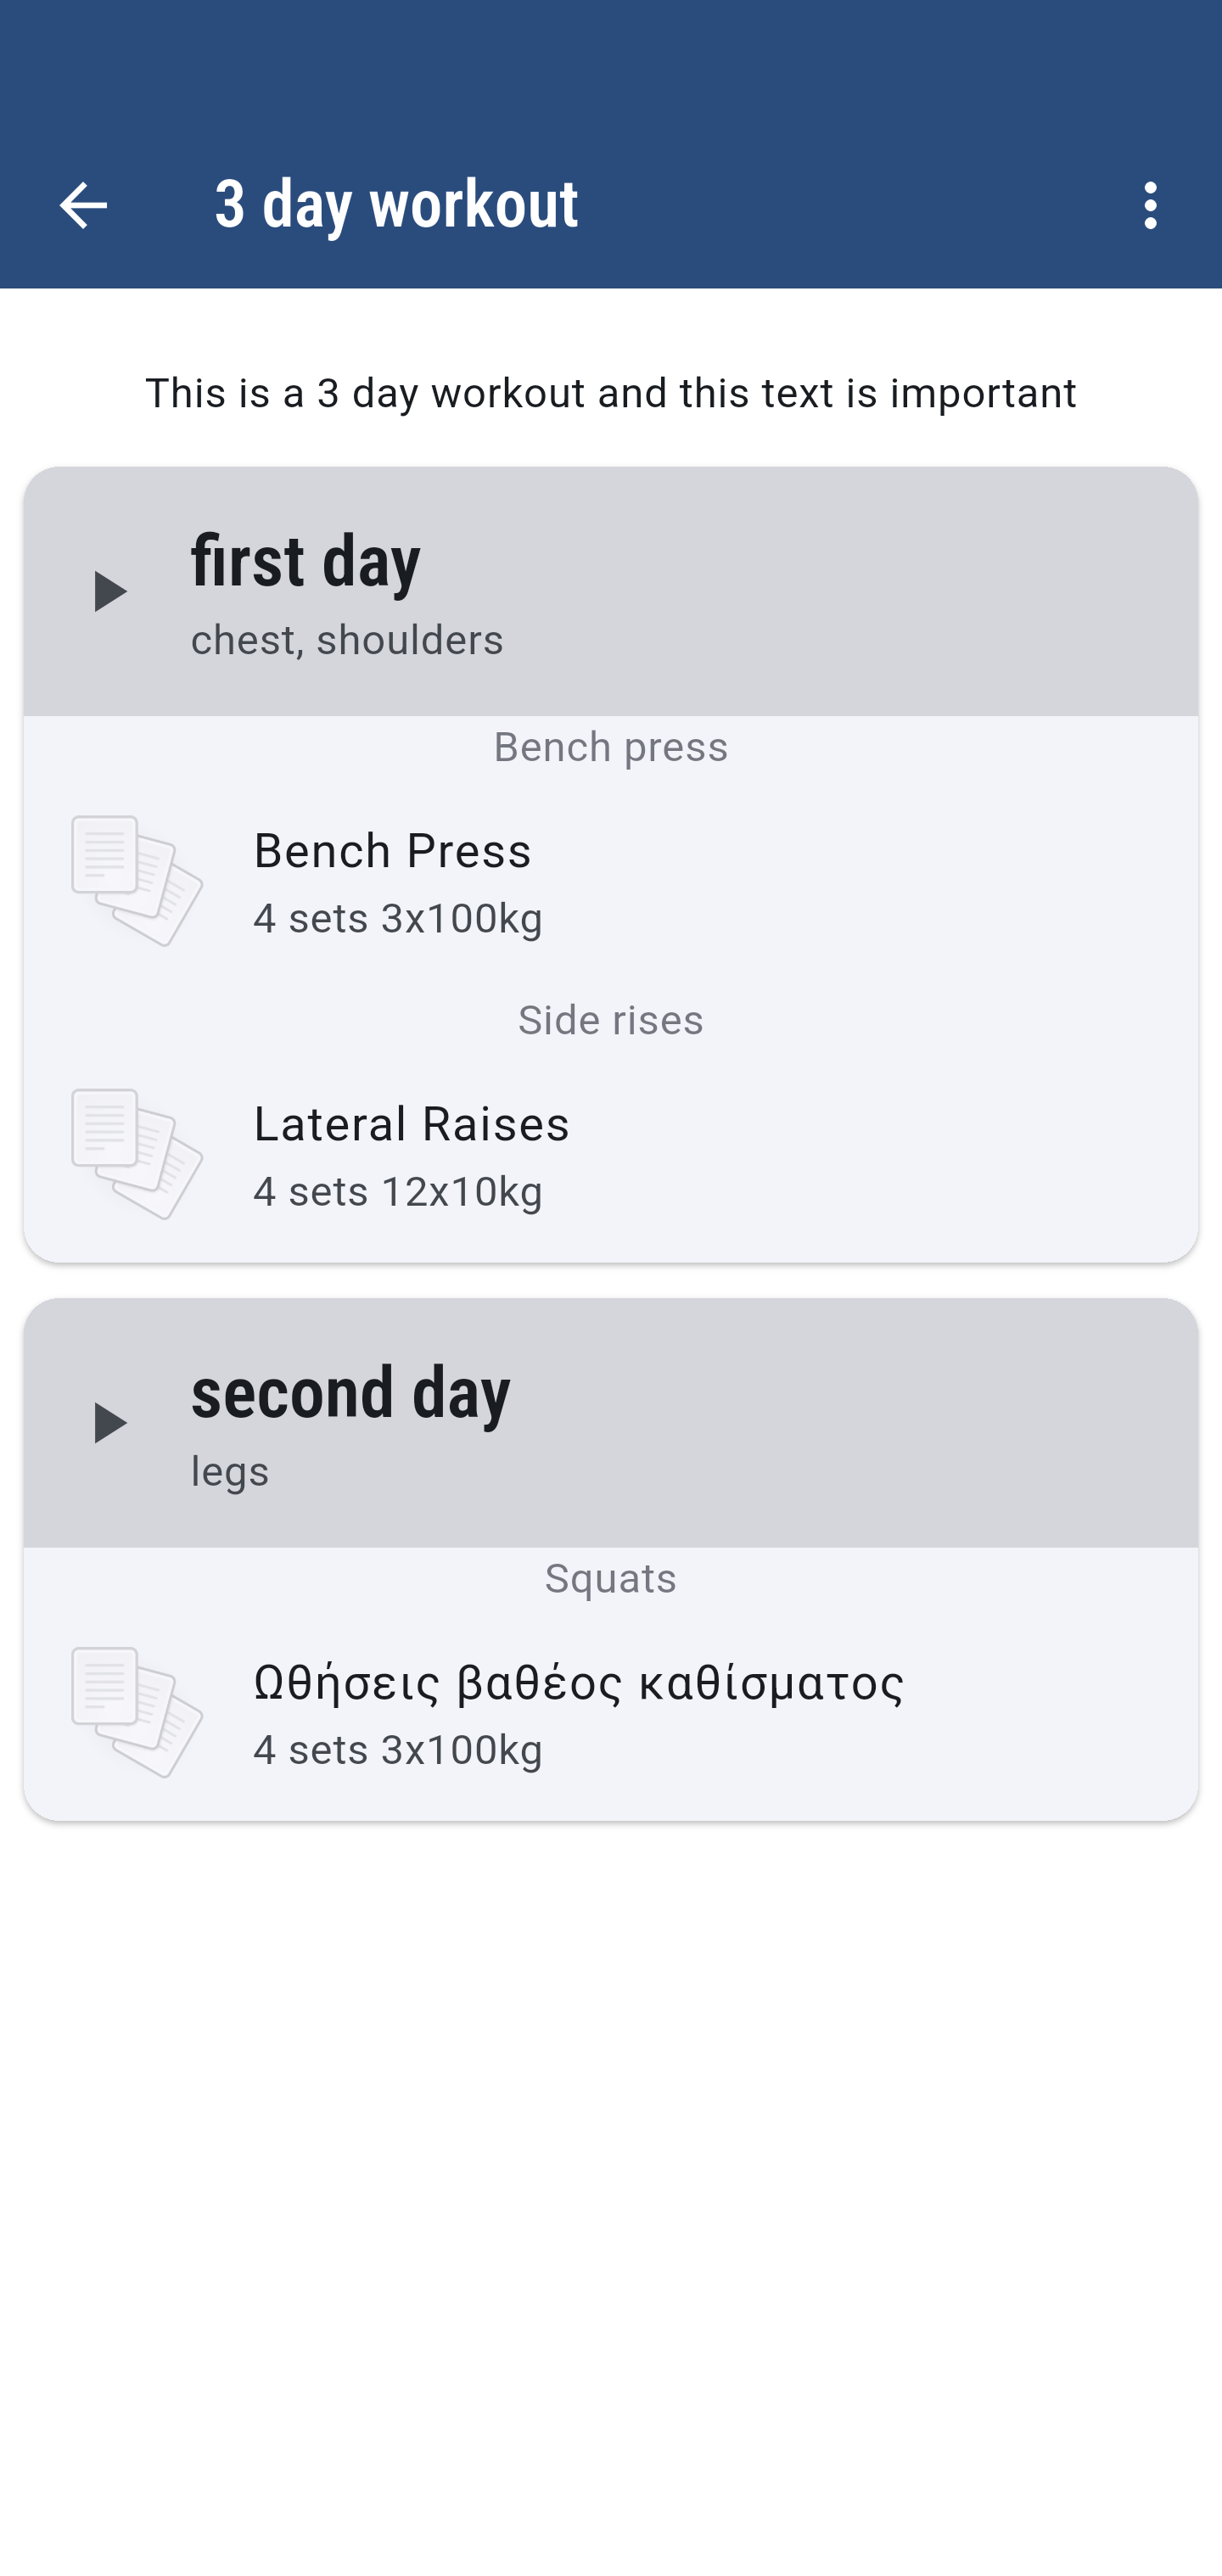 3 day workout
This is a 3 day workout and this text is important
first day
chest, shoulders
Bench press
Bench Press
4 sets 3x100kg
Side rises
Lateral Raises
4 sets 12x10kg
second day
legs
Squats
Ωθήσεις βαθέος καθίσματος
4 sets 3x100kg